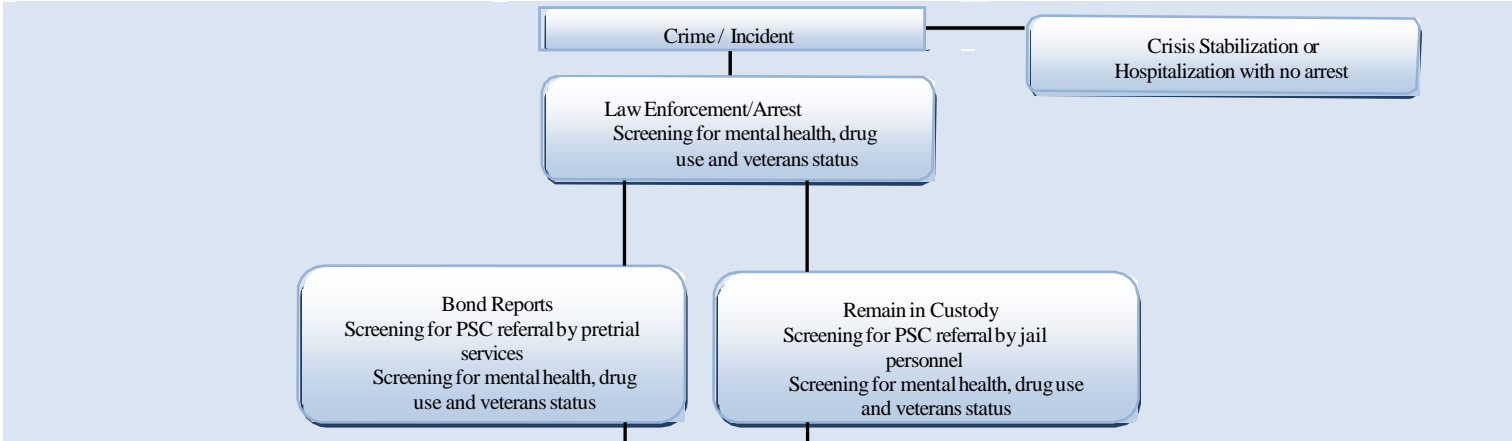 Crime / Incident
Crisis Stabilization or
Hospitalization with no arrest
Law Enforcement/Arrest
Screening for mental health, drug
use and veterans status
Bond Reports
Screening for PSC referral by pretrial
services
Screening for mental health, drug
use and veterans status
Remain in Custody
Screening for PSC referral by jail
personnel
Screening for mental health, drug use
and veterans status